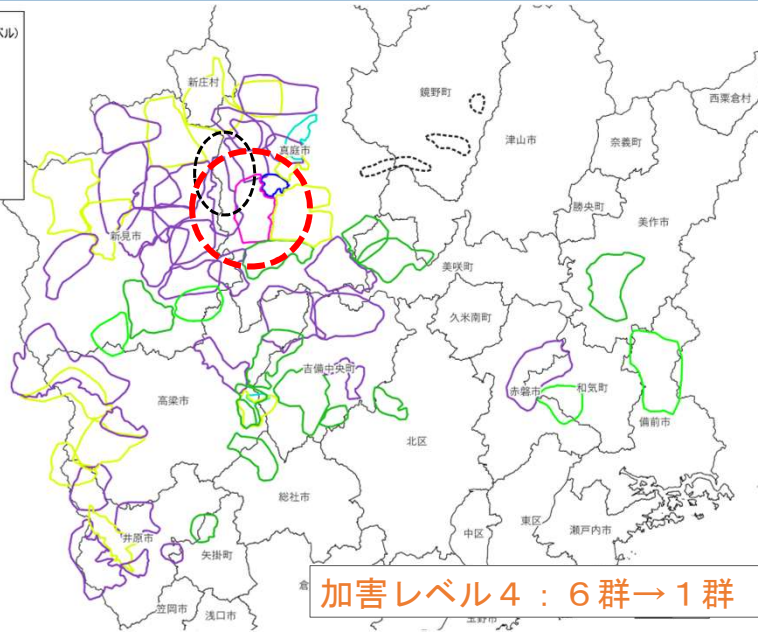 ベル)
新庄村
鏡野町
西粟倉村
真庭市
津山市
奈義町
勝央町
美作市
新見市
美咲町
久米南町
吉備中央町
赤磐市
和気町
高梁市
備前市
北区
総社市
中区
東区
瀬戸内市
井原市
矢掛町
倉
笠岡市
浅口市
加害レベル4：6群→1群